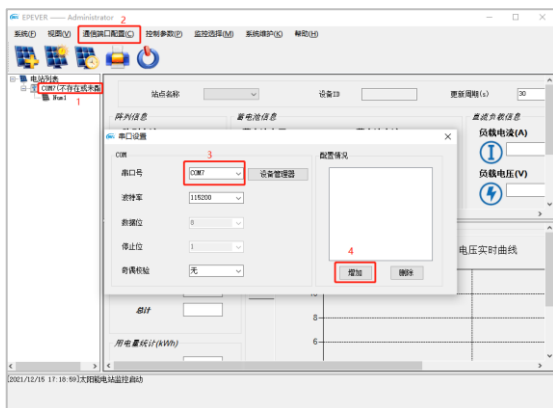 EPEVER —— Administrator
2
系统(F) 视图(V) 通信端口配置(C) 控制参数(P) 监控选择(M) 系统维护(X) 帮助(H)
电站列表
COM7(不存在或未配
1
Num1
站点名称 设备ID 更新周期(s) 30
阵列信息 蓄电池信息 直流负载信息
负载电流(A)
负载电压(V)
串口设置
COM 3 配置情况
串口号 COM7 设备管理器
波特率 115200
数据位 8
停止位 1
奇偶校验 无
4
增加 删除
电压实时曲线
总计
8
用电量统计(kWh)
6
[2021/12/15 17:18:59]太阳能电站监控启动